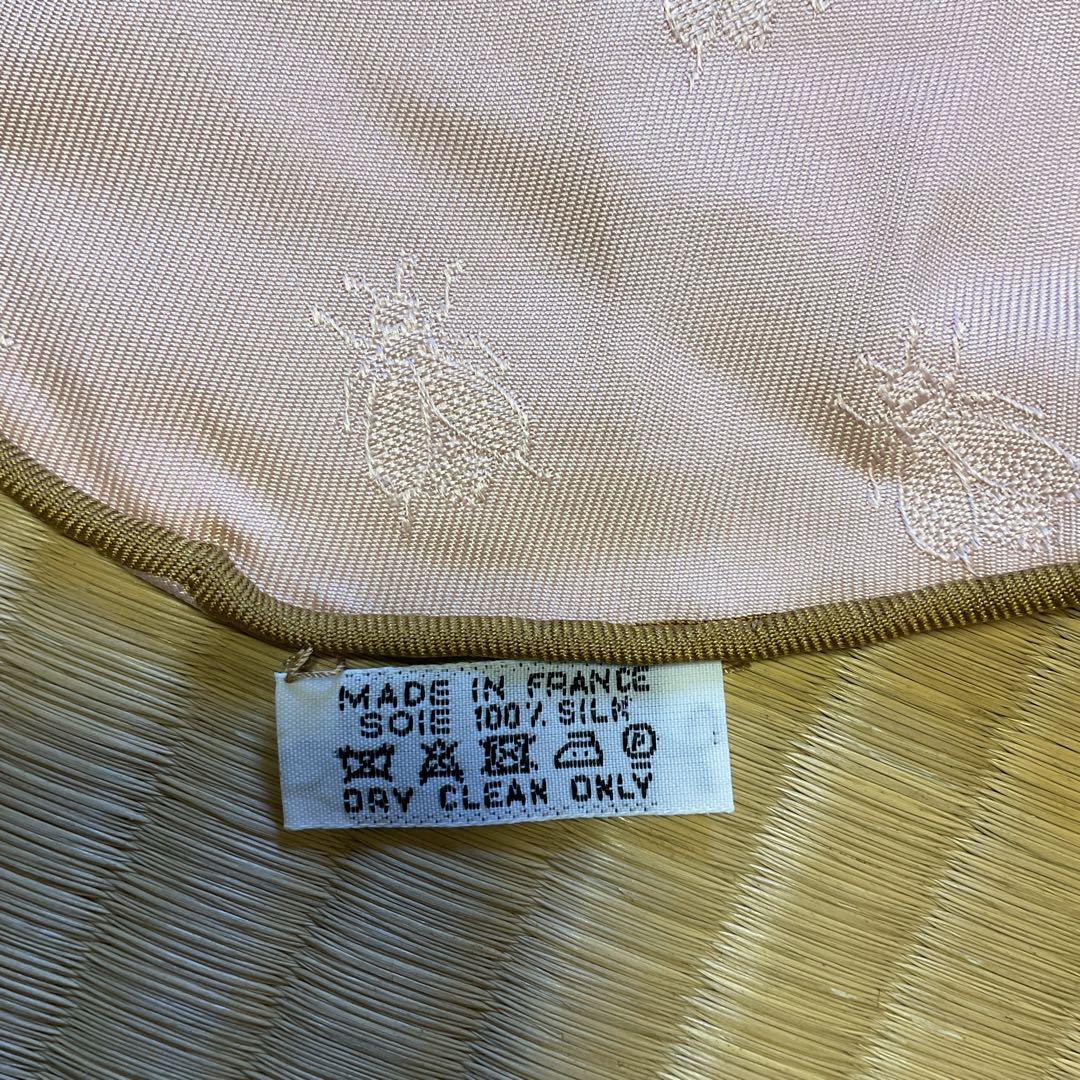 MADE IN FRANCE
SOIE 100% SILK
P
DRY CLEAN ONLY